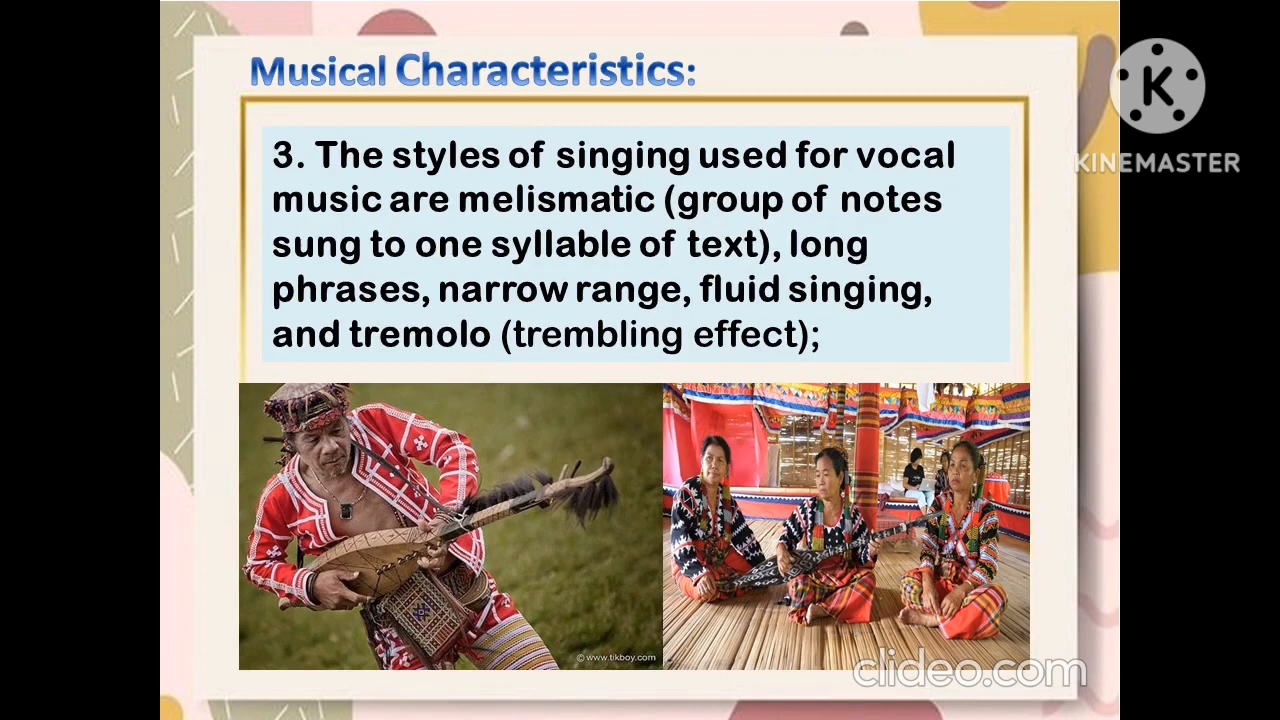 Musical Characteristics:
K
KINEMASTER
3. The styles of singing used for vocal
music are melismatic (group of notes
sung to one syllable of text), long
phrases, narrow range, fluid singing,
and tremolo (trembling effect);
© www.tikboy.com
clideo.com